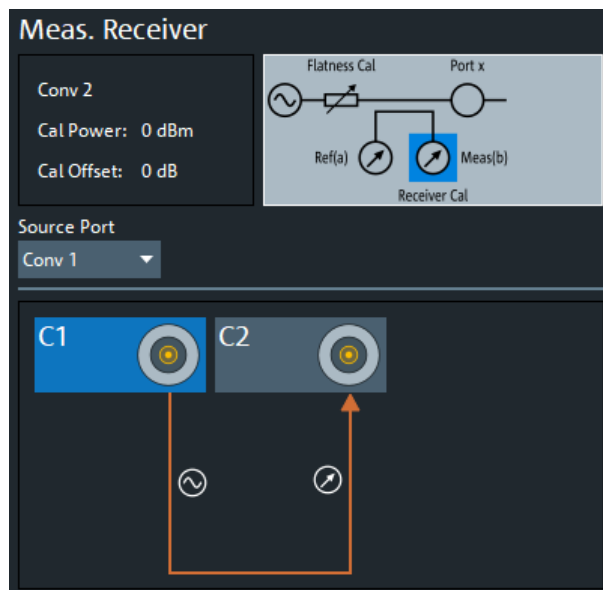 Meas. Receiver
Conv 2
Cal Power: 0 dBm
Cal Offset: 0 dB
Flatness Cal
Port x
Ref(a)
Meas(b)
Receiver Cal
Source Port
Conv 1
C1
C2